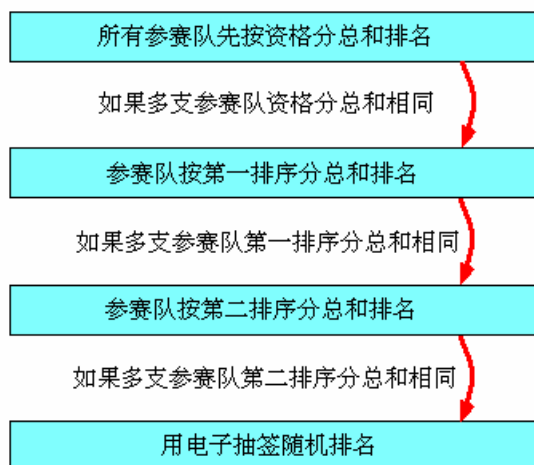 所有参赛队先按资格分总和排名
如果多支参赛队资格分总和相同
参赛队按第一排序分总和排名
如果多支参赛队第一排序分总和相同
参赛队按第二排序分总和排名
如果多支参赛队第二排序分总和相同
用电子抽签随机排名